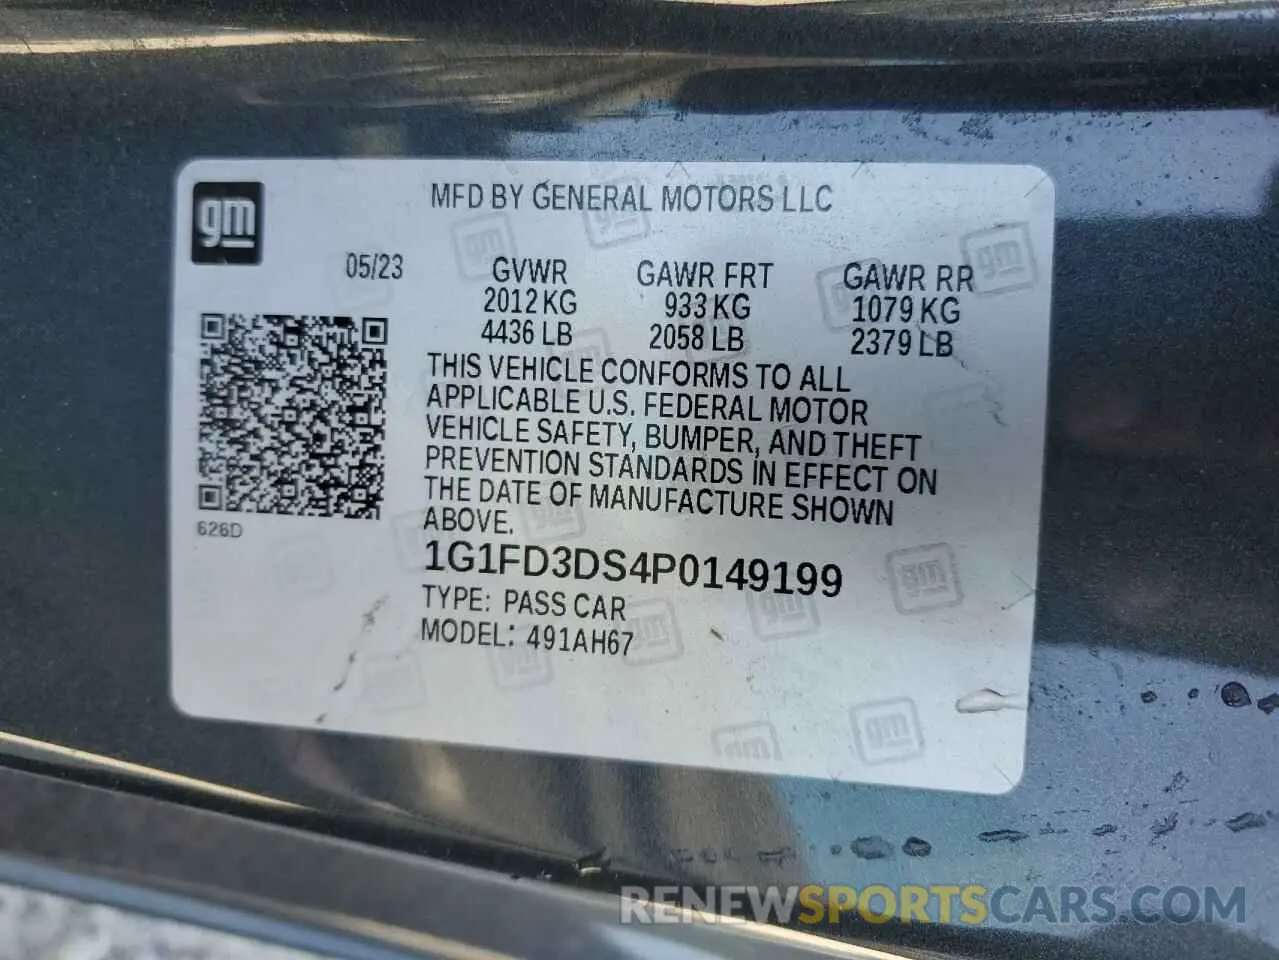 gm
MFD BY GENERAL MOTORS LLC
05/23
GVWR GAWR FRT GAWR RR
2012 KG 933 KG 1079 KG
4436 LB 2058 LB 2379 LB
THIS VEHICLE CONFORMS TO ALL
APPLICABLE U.S. FEDERAL MOTOR
VEHICLE SAFETY, BUMPER, AND THEFT
PREVENTION STANDARDS IN EFFECT ON
THE DATE OF MANUFACTURE SHOWN
ABOVE.
626D
1G1FD3DS4P0149199
TYPE: PASS CAR
MODEL: 491AH67
RENEWSPORTSCARS.COM